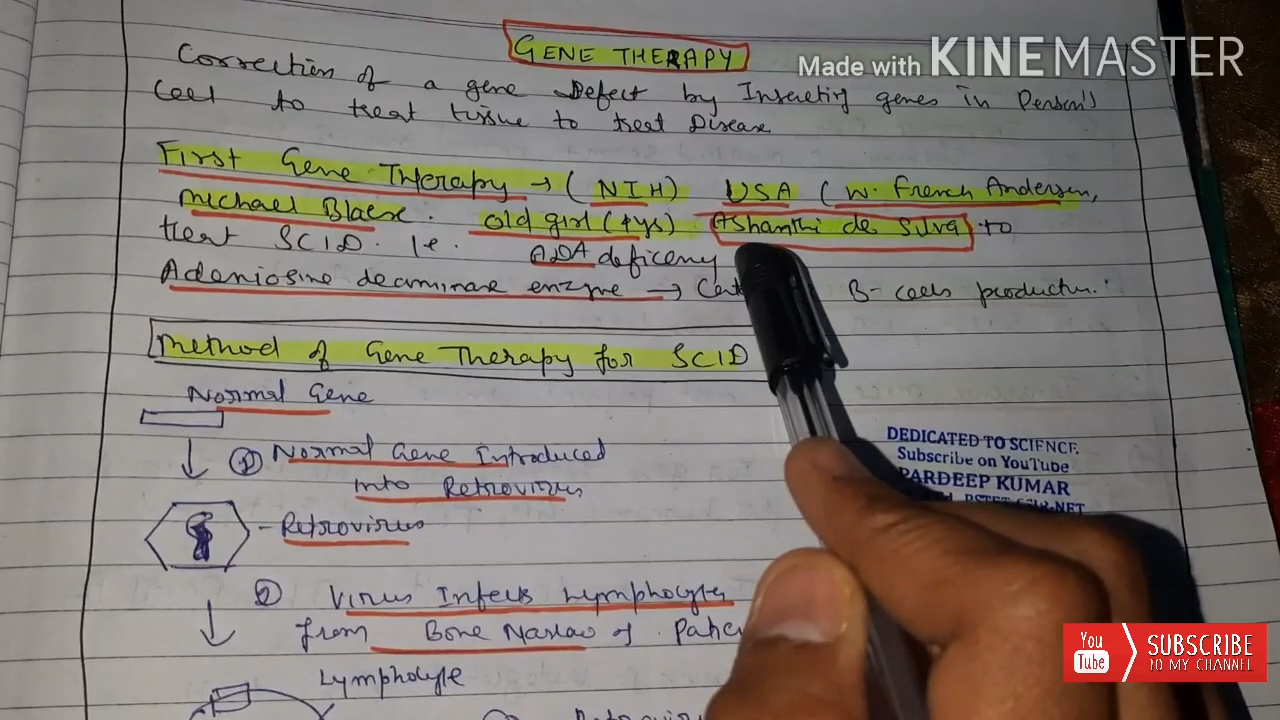 GENE THERAPY
Made with KINEMASTER
Correction of a gene Defect by Inserting genes in Person's
Cell to treat tissue to treat Disease
First Gene Therapy → (NIH) USA (W. French Andersen,
Michael Blaese. old girl (4ys) Ashanthi de Silva to
treat SCID. I.e. ADA deficeny
Adeniosine deaminase enzyme → B-cells production
Method of Gene Therapy for SCID
Normal Gene
① Normal Gene Introduced
into Retrovirus
- Retrovirus
② Virus Infects Lymphocytes
from Bone Marrow of
Lympholyte
DEDICATED TO SCIENCE
Subscribe on YouTube
PARDEEP KUMAR
You Tube
SUBSCRIBE
TO MY CHANNEL